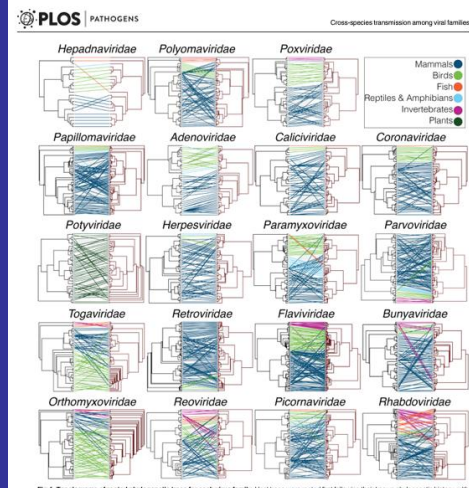 PLOS | PATHOGENS
Cross-species transmission among viral families
Hepadnaviridae Polyomaviridae Poxviridae
Mammals
Birds
Fish
Reptiles & Amphibians
Invertebrates
Plants
Papillomaviridae Adenoviridae Caliciviridae Coronaviridae
Potyviridae Herpesviridae Paramyxoviridae Parvoviridae
Togaviridae Retroviridae Flaviviridae Bunyaviridae
Orthomyxoviridae Reoviridae Picornaviridae Rhabdoviridae